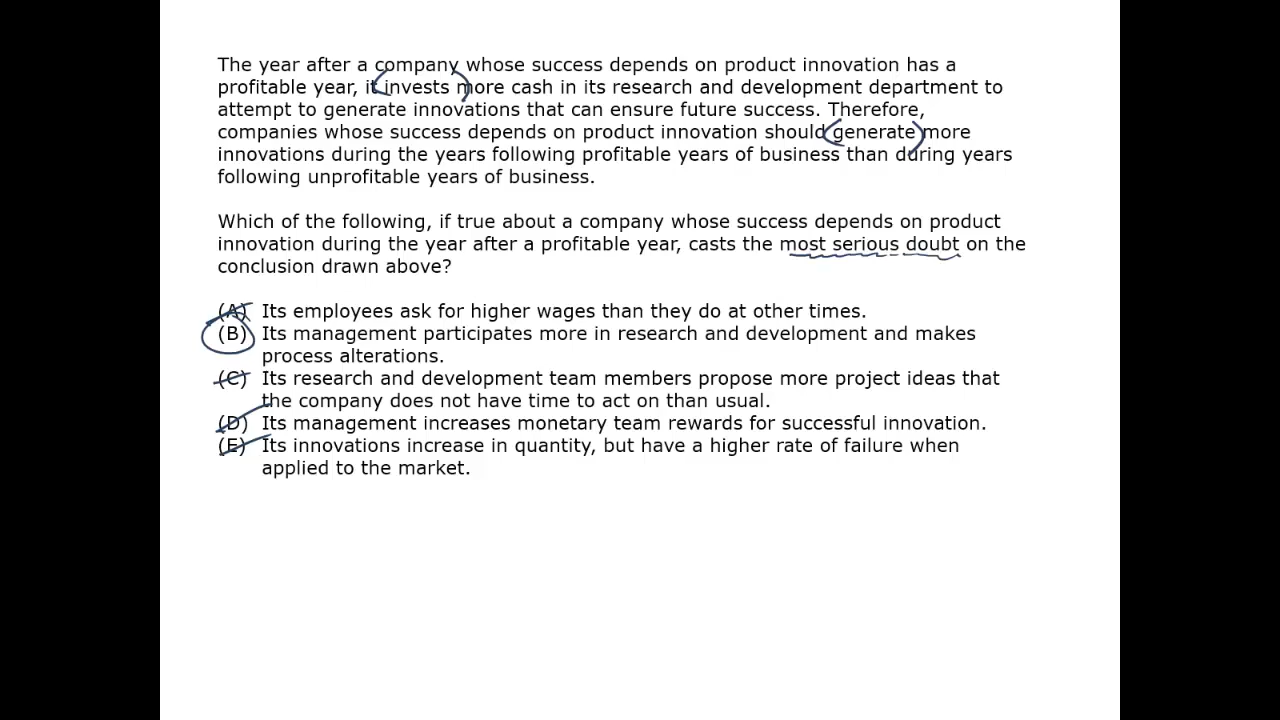 The year after a company whose success depends on product innovation has a
profitable year, it invests more cash in its research and development department to
attempt to generate innovations that can ensure future success. Therefore,
companies whose success depends on product innovation should generate more
innovations during the years following profitable years of business than during years
following unprofitable years of business.
Which of the following, if true about a company whose success depends on product
innovation during the year after a profitable year, casts the most serious doubt on the
conclusion drawn above?
(A) Its employees ask for higher wages than they do at other times.
(B) Its management participates more in research and development and makes
process alterations.
(C) Its research and development team members propose more project ideas that
the company does not have time to act on than usual.
(D) Its management increases monetary team rewards for successful innovation.
(E) Its innovations increase in quantity, but have a higher rate of failure when
applied to the market.